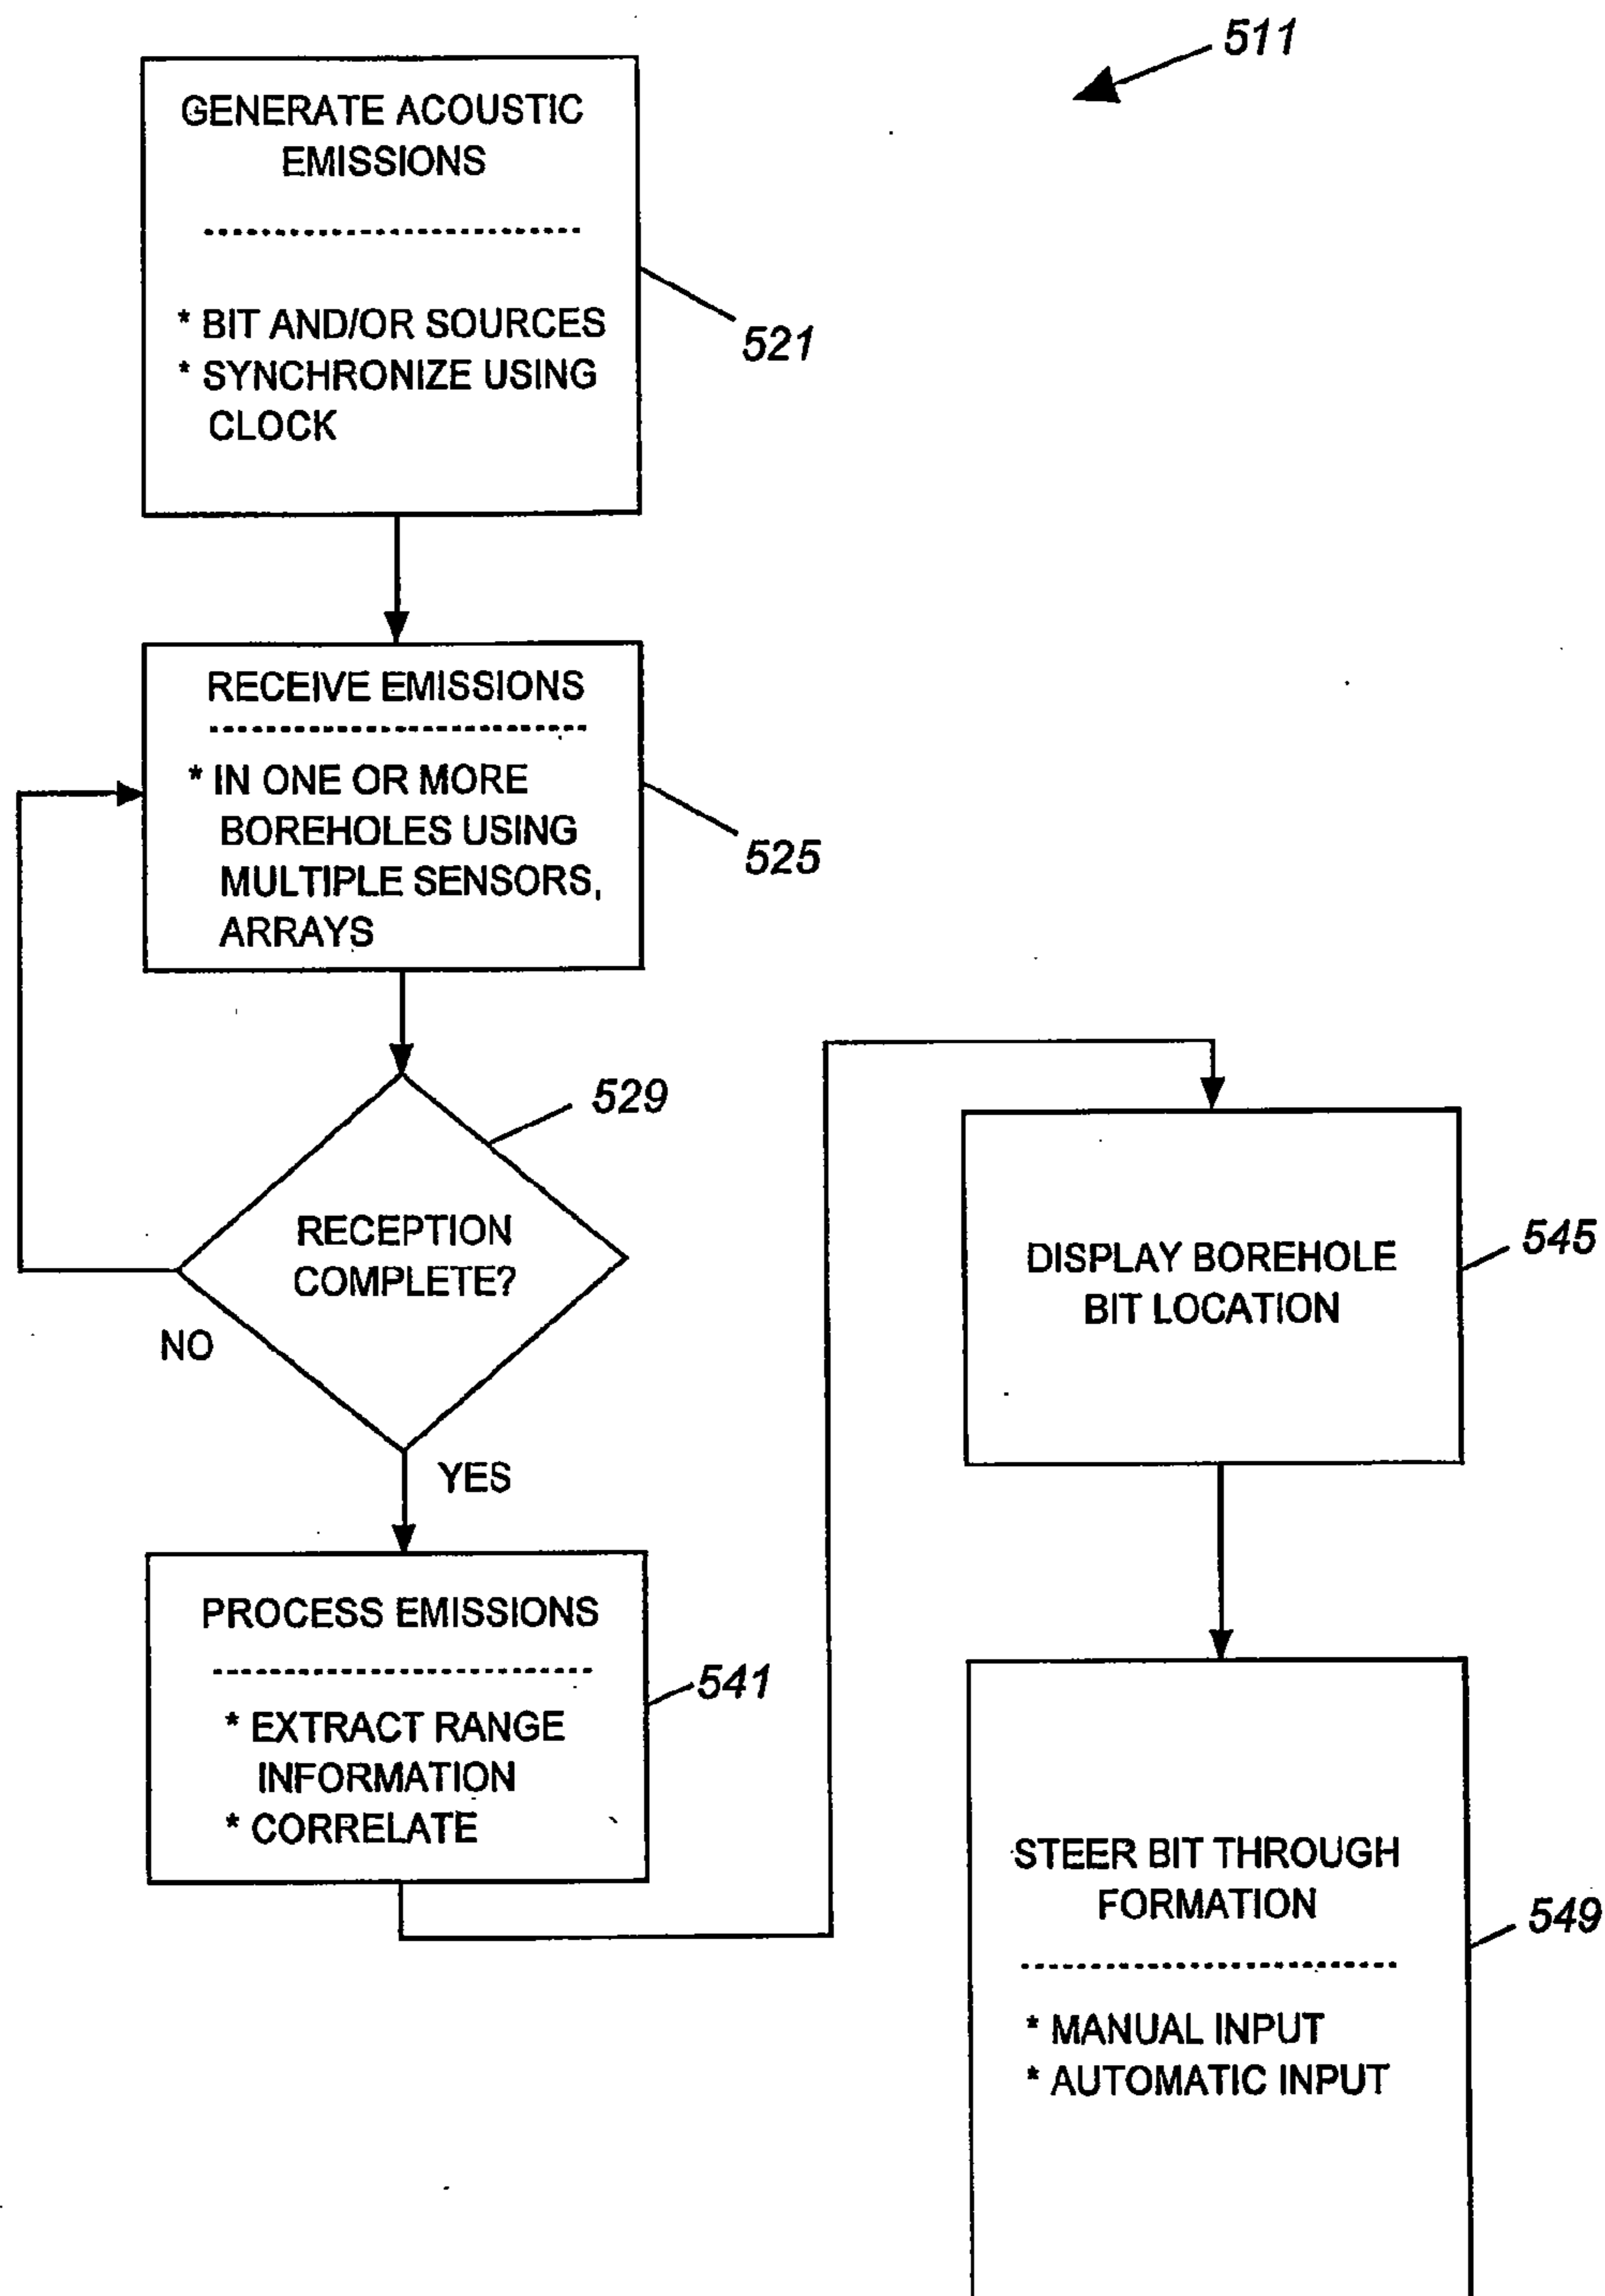 511
GENERATE ACOUSTIC
EMISSIONS
* BIT AND/OR SOURCES
* SYNCHRONIZE USING
CLOCK
521
RECEIVE EMISSIONS
* IN ONE OR MORE
BOREHOLES USING
MULTIPLE SENSORS,
ARRAYS
525
529
RECEPTION
COMPLETE?
NO
YES
PROCESS EMISSIONS
* EXTRACT RANGE
INFORMATION
* CORRELATE
541
DISPLAY BOREHOLE
BIT LOCATION
545
STEER BIT THROUGH
FORMATION
* MANUAL INPUT
* AUTOMATIC INPUT
549